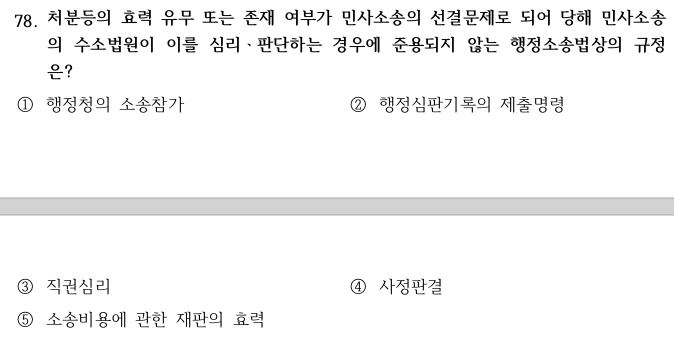 78. 처분등의 효력 유무 또는 존재 여부가 민사소송의 선결문제로 되어 당해 민사소송
의 수소법원이 이를 심리ㆍ판단하는 경우에 준용되지 않는 행정소송법상의 규정
은?
① 행정청의 소송참가 ② 행정심판기록의 제출명령
③ 직권심리 ④ 사정판결
⑤ 소송비용에 관한 재판의 효력